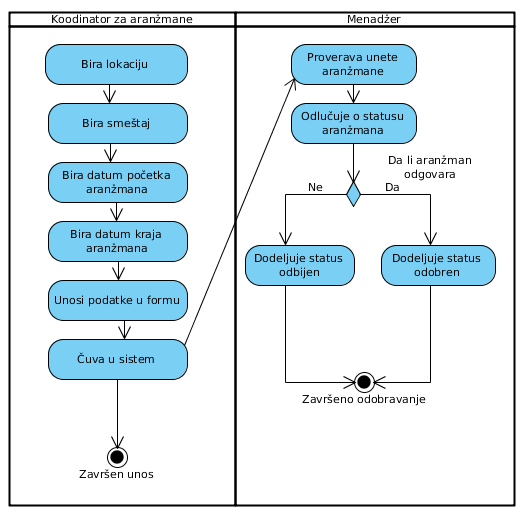 Koodinator za aranžmane
Menadžer
Bira lokaciju
Bira smeštaj
Bira datum početka
aranžmana
Bira datum kraja
aranžmana
Unosi podatke u formu
Čuva u sistem
Završen unos
Proverava unete
aranžmane
Odlučuje o statusu
aranžmana
Da li aranžman
odgovara
Ne
Da
Dodeljuje status
odbijen
Dodeljuje status
odobren
Završeno odobravanje